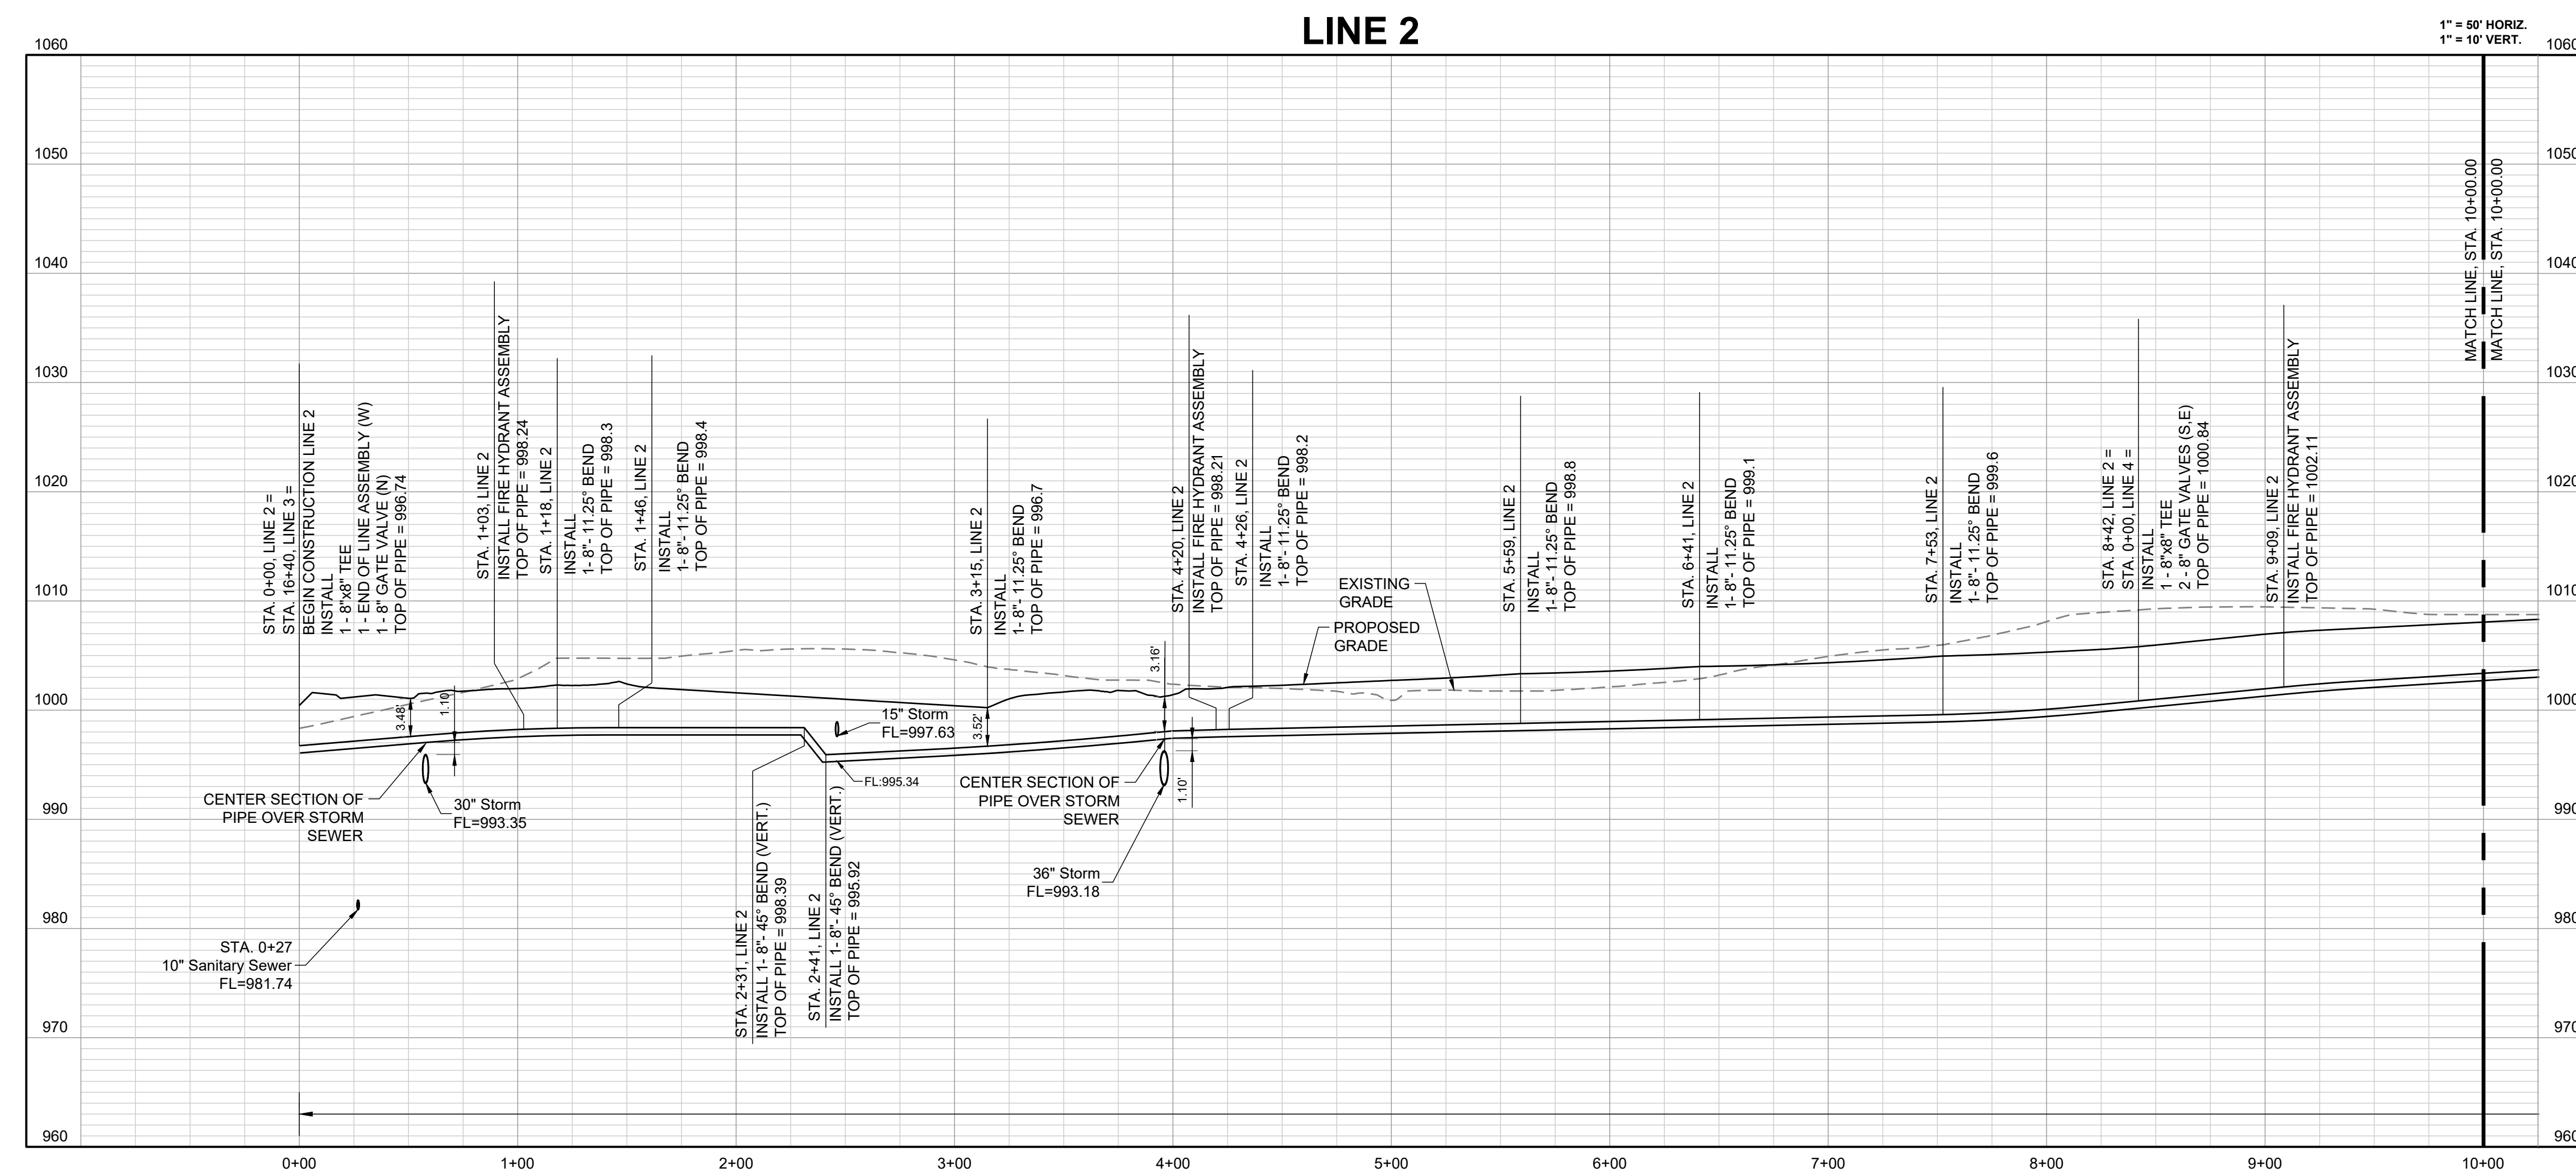 LINE 2
1" = 50' HORIZ.
1" = 10' VERT.
1060
1050
1040
1030
1020
1010
1000
990
980
970
960
STA. 0+00, LINE 2 =
STA. 16+40, LINE 3 =
BEGIN CONSTRUCTION LINE 2
INSTALL
1 - 8"x8" TEE
1 - END OF LINE ASSEMBLY (W)
1 - 8" GATE VALVE (N)
TOP OF PIPE = 996.74
STA. 1+03, LINE 2
INSTALL FIRE HYDRANT ASSEMBLY
TOP OF PIPE = 998.24
STA. 1+18, LINE 2
INSTALL
1- 8"- 11.25° BEND
TOP OF PIPE = 998.3
STA. 1+46, LINE 2
INSTALL
1- 8"- 11.25° BEND
TOP OF PIPE = 998.4
STA. 3+15, LINE 2
INSTALL
1- 8"- 11.25° BEND
TOP OF PIPE = 996.7
STA. 4+20, LINE 2
INSTALL FIRE HYDRANT ASSEMBLY
TOP OF PIPE = 998.21
STA. 4+26, LINE 2
INSTALL
1- 8"- 11.25° BEND
TOP OF PIPE = 998.2
EXISTING
GRADE
PROPOSED
GRADE
STA. 5+59, LINE 2
INSTALL
1- 8"- 11.25° BEND
TOP OF PIPE = 998.8
STA. 6+41, LINE 2
INSTALL
1- 8"- 11.25° BEND
TOP OF PIPE = 999.1
STA. 7+53, LINE 2
INSTALL
1- 8"- 11.25° BEND
TOP OF PIPE = 999.6
STA. 8+42, LINE 2 =
STA. 0+00, LINE 4 =
INSTALL
1 - 8"x8" TEE
2 - 8" GATE VALVES (S,E)
TOP OF PIPE = 1000.84
STA. 9+09, LINE 2
INSTALL FIRE HYDRANT ASSEMBLY
TOP OF PIPE = 1002.11
MATCH LINE, STA. 10+00.00
MATCH LINE, STA. 10+00.00
3.48'
1.10'
3.52'
3.16'
1.10'
15" Storm
FL=997.63
FL:995.34
CENTER SECTION OF
PIPE OVER STORM
SEWER
30" Storm
FL=993.35
CENTER SECTION OF
PIPE OVER STORM
SEWER
36" Storm
FL=993.18
STA. 0+27
10" Sanitary Sewer
FL=981.74
STA. 2+31, LINE 2
INSTALL 1- 8"- 45° BEND (VERT.)
TOP OF PIPE = 998.39
STA. 2+41, LINE 2
INSTALL 1- 8"- 45° BEND (VERT.)
TOP OF PIPE = 995.92
1060
1050
1040
1030
1020
1010
1000
990
980
970
960
0+00
1+00
2+00
3+00
4+00
5+00
6+00
7+00
8+00
9+00
10+00